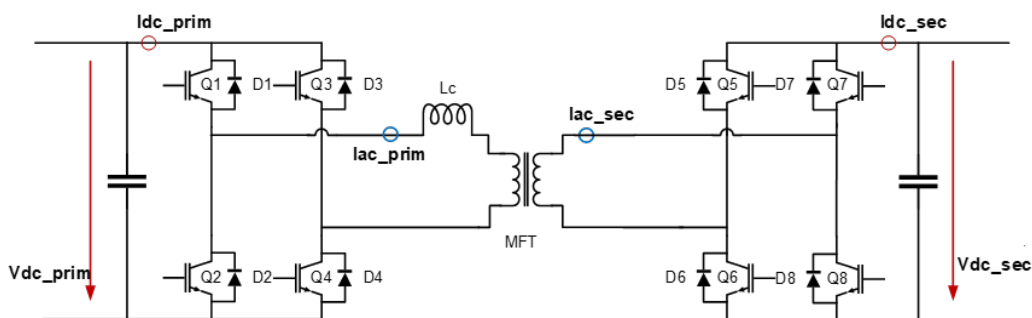 Idc_prim
Idc_sec
Q1
D1
Q3
D3
Lc
D5
Q5
D7
Q7
Iac_sec
Iac_prim
MFT
Vdc_prim
Q2
D2
Q4
D4
D6
Q6
D8
Q8
Vdc_sec